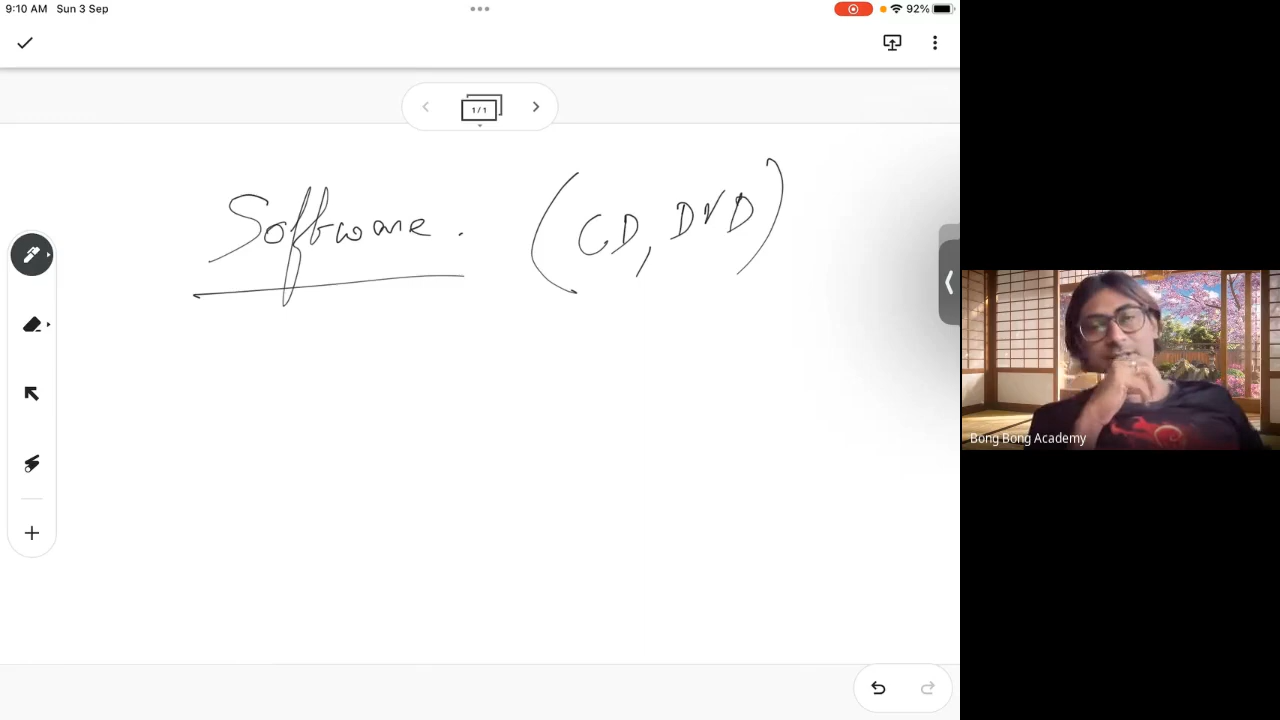 9:10 AM Sun 3 Sep
92%
1/1
Software. (CD, DVD)
Bong Bong Academy